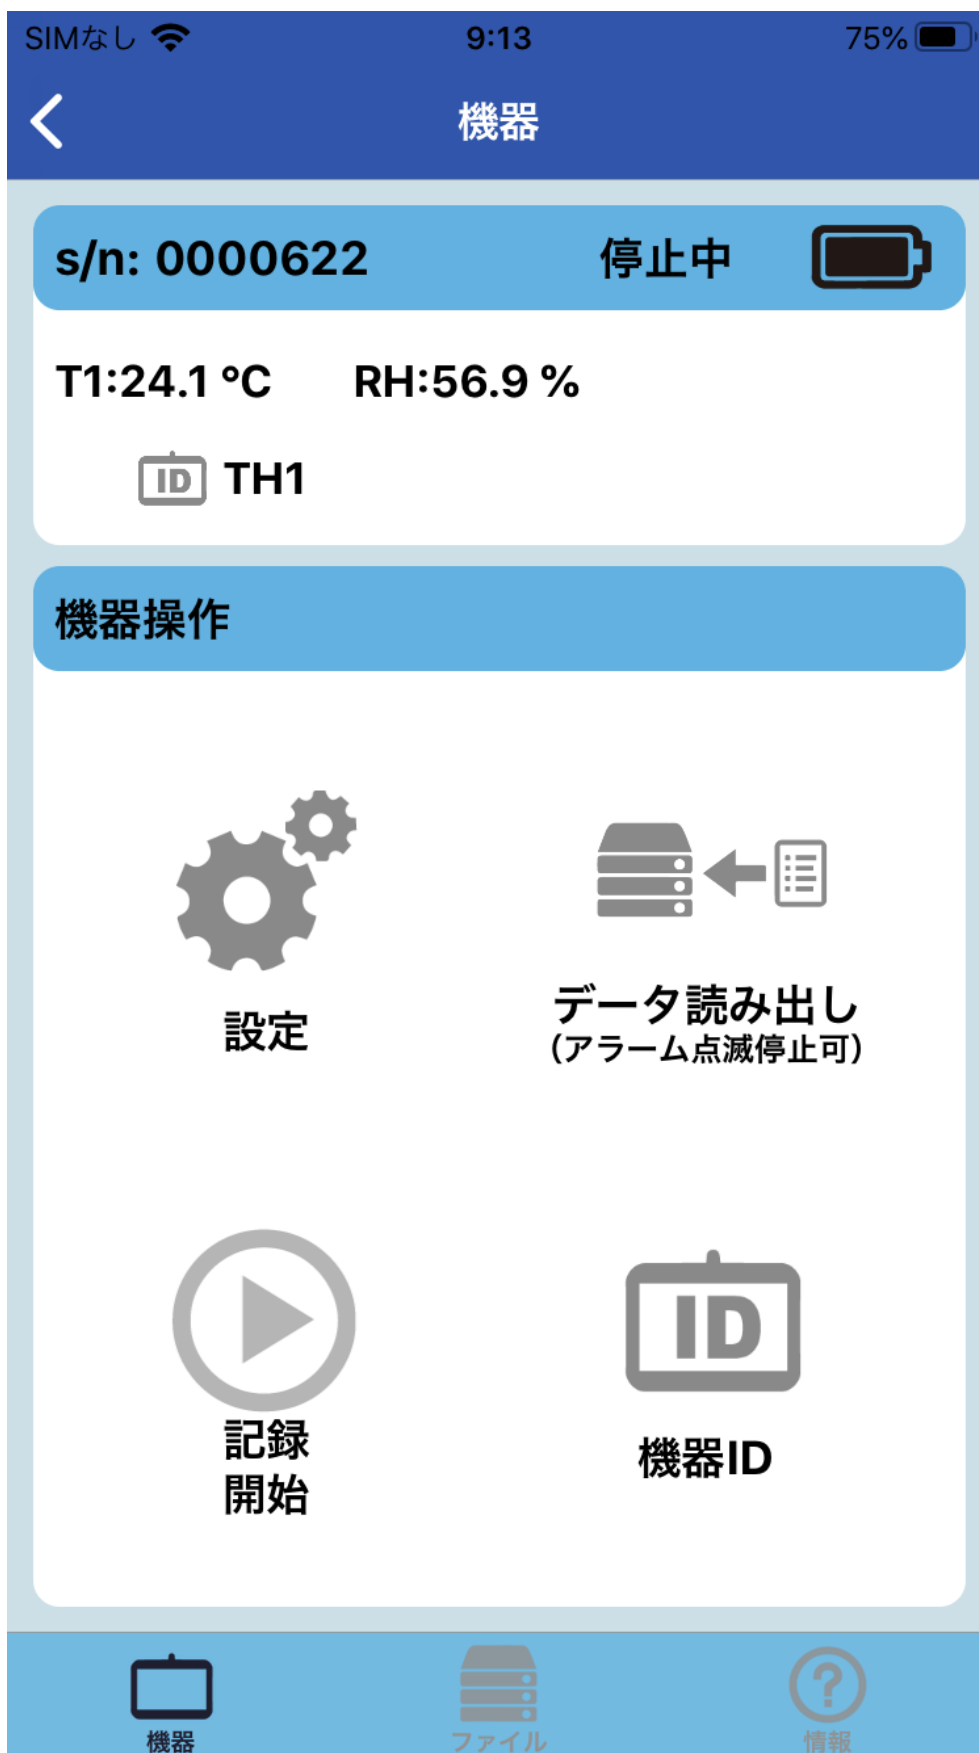 SIMなし 9:13 75%
機器
s/n: 0000622 停止中
T1:24.1 ℃ RH:56.9 %
ID TH1
機器操作
設定
データ読み出し
(アラーム点滅停止可)
記録
開始
ID
機器ID
機器 ファイル 情報